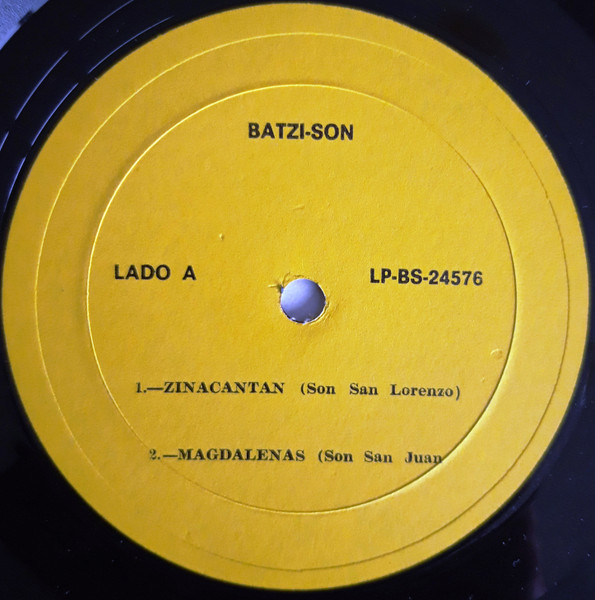 BATZI-SON
LADO A
LP-BS-24576
1.—ZINACANTAN (Son San Lorenzo)
2.—MAGDALENAS (Son San Juan